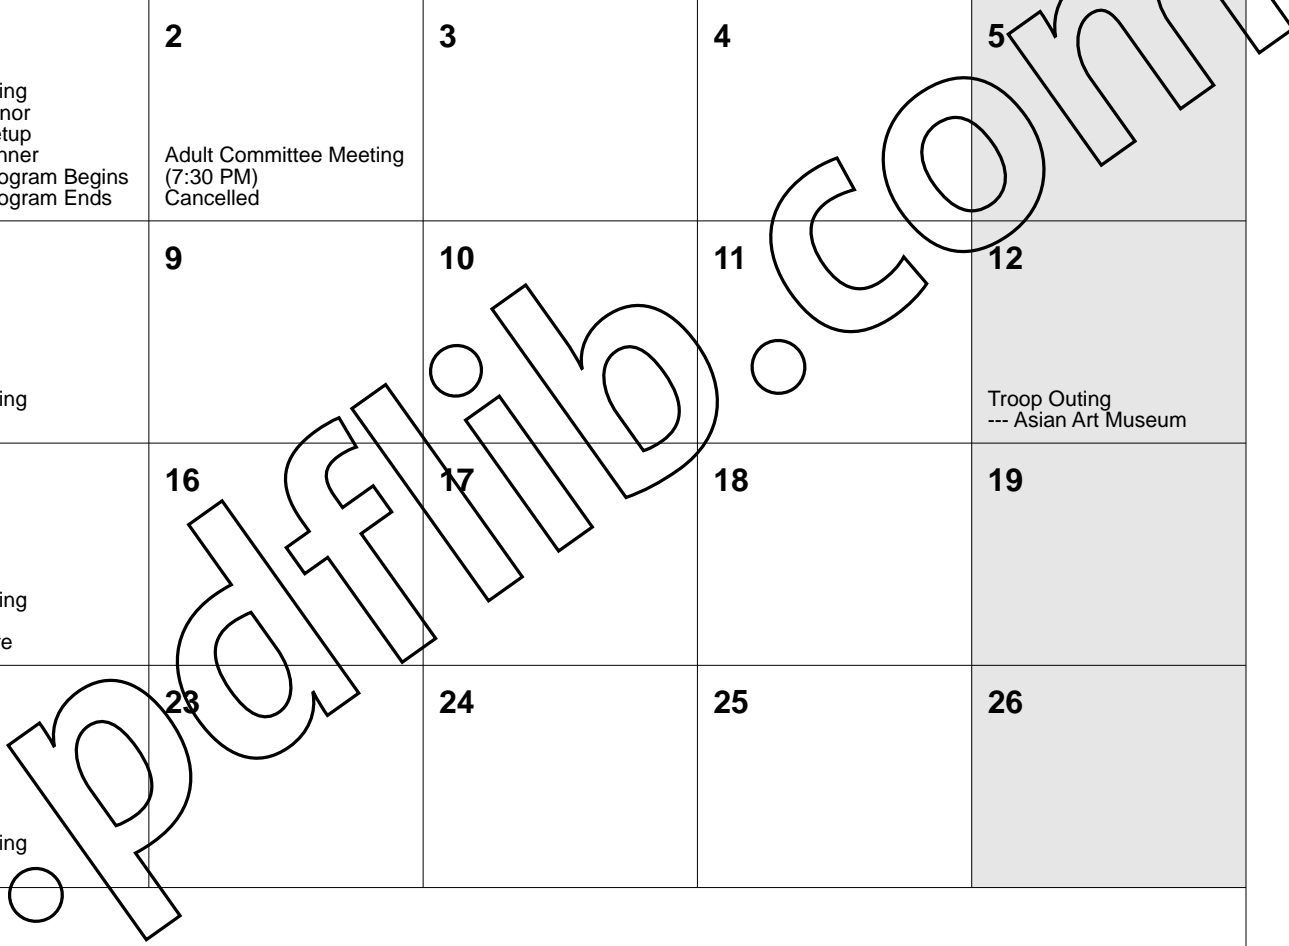 2
3
4
5
ing
nor
etup
nner
ogram Begins
ogram Ends
Adult Committee Meeting
(7:30 PM)
Cancelled
9
10
11
12
ing
Troop Outing
--- Asian Art Museum
16
17
18
19
ing
e
23
24
25
26
ing
.pdflib.com